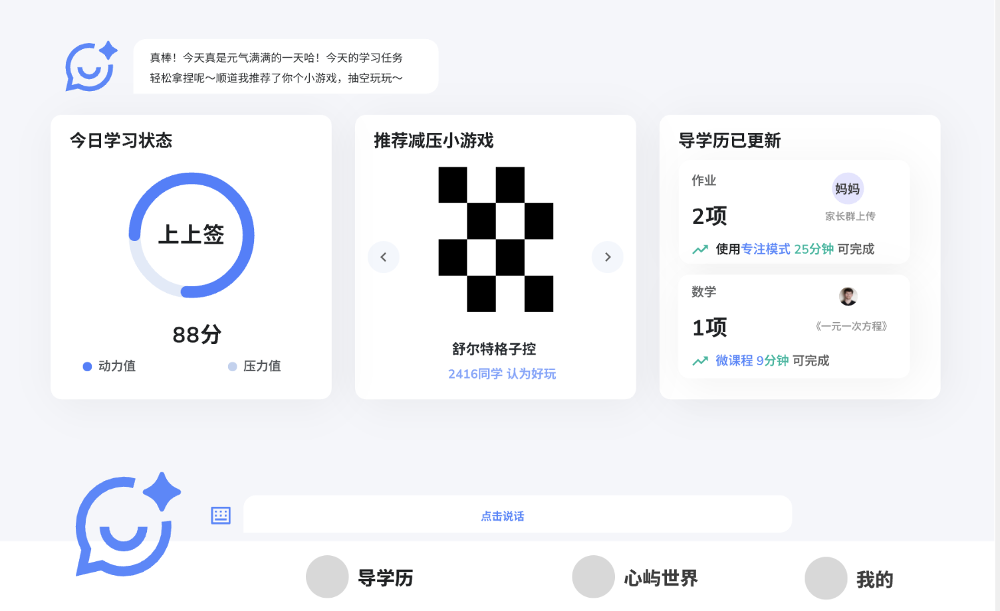 真棒！今天真是元气满满的一天哈！今天的学习任务
轻松拿捏呢～顺道我推荐了你个小游戏，抽空玩玩～
今日学习状态
上上签
88分
动力值
压力值
推荐减压小游戏
舒尔特格子控
2416同学 认为好玩
导学历已更新
作业
妈妈
2项
家长群上传
使用专注模式 25分钟 可完成
数学
1项
《一元一次方程》
微课程 9分钟 可完成
点击说话
导学历
心屿世界
我的